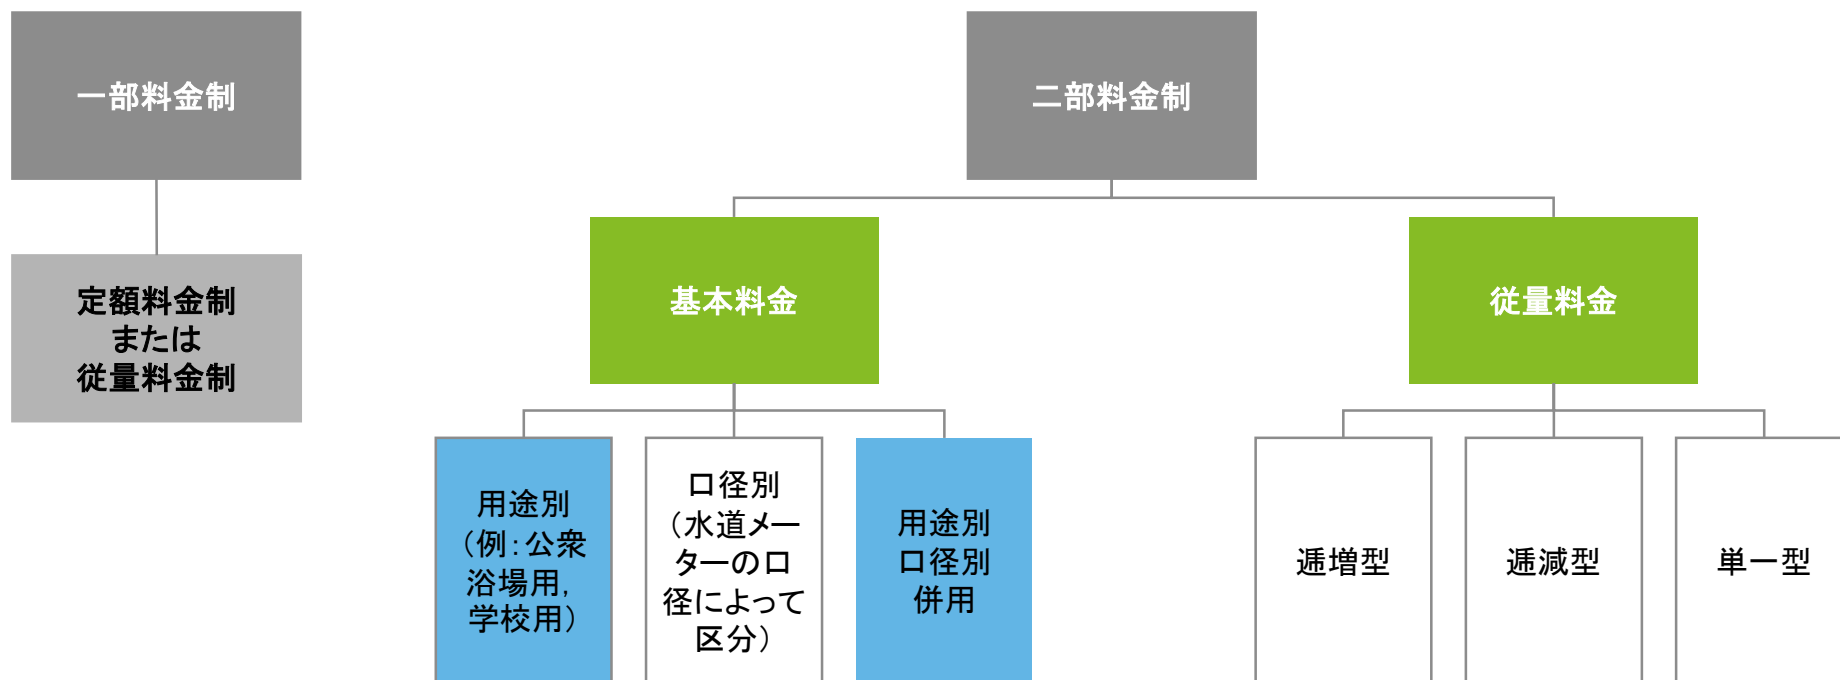 一部料金制
二部料金制
定額料金制
または
従量料金制
基本料金
従量料金
用途別
（例：公衆
浴場用，
学校用）
口径別
（水道メー
ターの口
径によって
区分）
用途別
口径別
併用
逓増型
逓減型
単一型